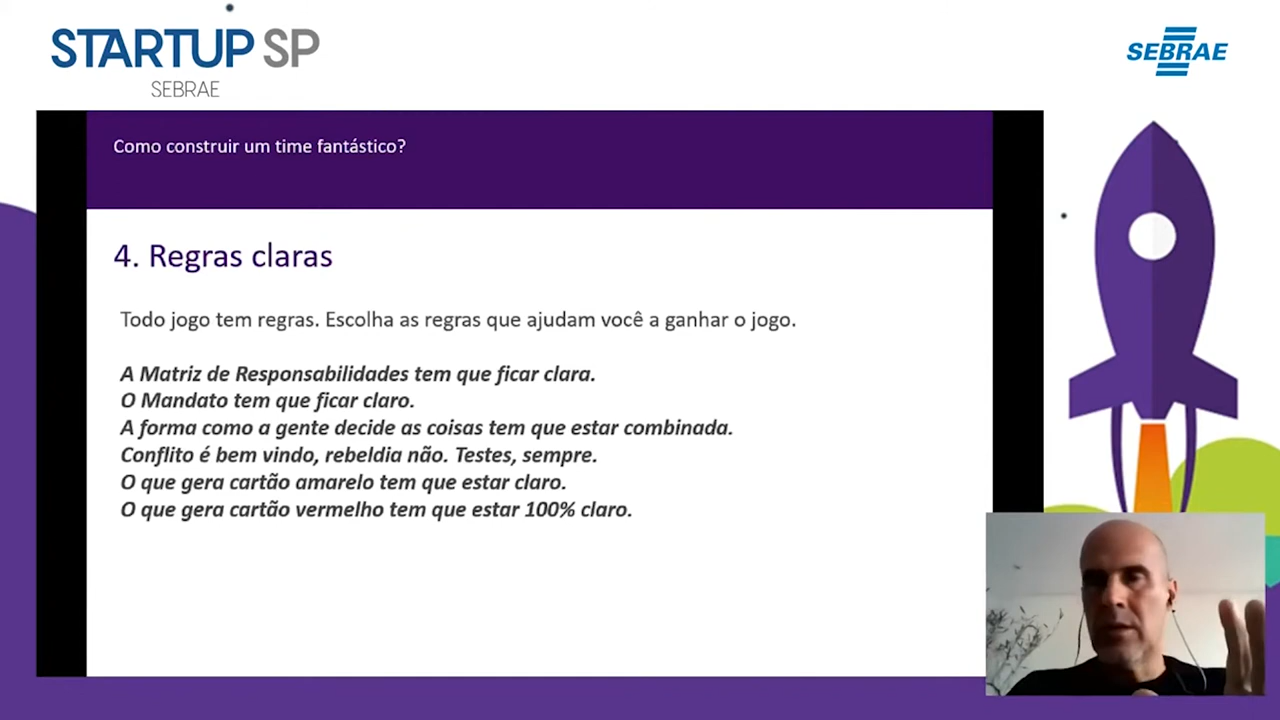 STARTUP SP
SEBRAE
SEBRAE
Como construir um time fantástico?
4. Regras claras
Todo jogo tem regras. Escolha as regras que ajudam você a ganhar o jogo.
A Matriz de Responsabilidades tem que ficar clara.
O Mandato tem que ficar claro.
A forma como a gente decide as coisas tem que estar combinada.
Conflito é bem vindo, rebeldia não. Testes, sempre.
O que gera cartão amarelo tem que estar claro.
O que gera cartão vermelho tem que estar 100% claro.